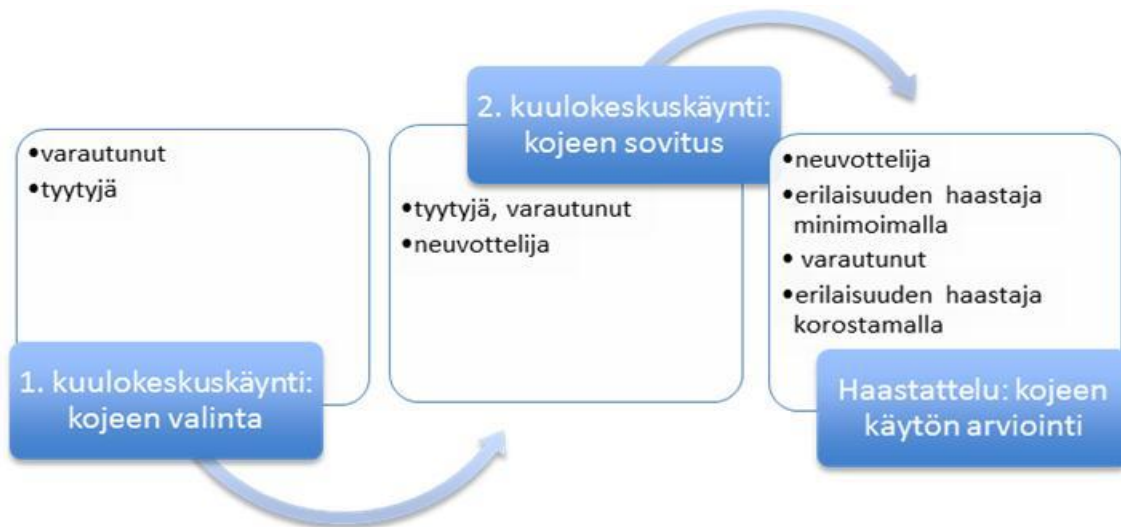 •varautunut
•tyytyjä
1. kuulokeskuskäynti:
kojeen valinta
2. kuulokeskuskäynti:
kojeen sovitus
•tyytyjä, varautunut
•neuvottelija
•neuvottelija
•erilaisuuden haastaja
minimoimalla
• varautunut
•erilaisuuden haastaja
korostamalla
Haastattelu: kojeen
käytön arviointi